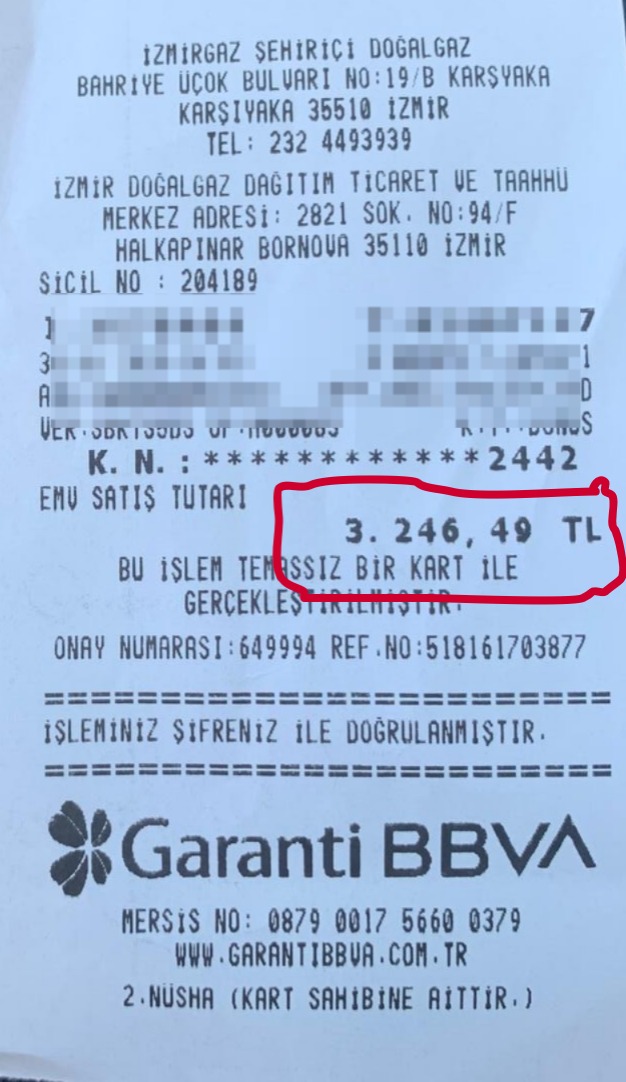 İZMİRGAZ ŞEHİRİÇİ DOĞALGAZ
BAHRİYE ÜÇOK BULVARI NO:19/B KARŞYAKA
KARŞIYAKA 35510 İZMİR
TEL: 232 4493939
İZMİR DOĞALGAZ DAĞITIM TİCARET VE TAAHHÜ
MERKEZ ADRESİ: 2821 SOK. NO:94/F
HALKAPINAR BORNOVA 35110 İZMİR
SİCİL NO : 204189
K. N. : ************2442
EMV SATIŞ TUTARI
3. 246, 49 TL
BU İŞLEM TEMASSIZ BİR KART İLE
GERÇEKLEŞTİRİLMİŞTİR.
ONAY NUMARASI:649994 REF.NO:518161703877
===========================
İŞLEMİNİZ ŞİFRENİZ İLE DOĞRULANMIŞTIR.
===========================
Garanti BBVA
MERSİS NO: 0879 0017 5660 0379
WWW.GARANTIBBVA.COM.TR
2.NÜSHA (KART SAHİBİNE AİTTİR.)